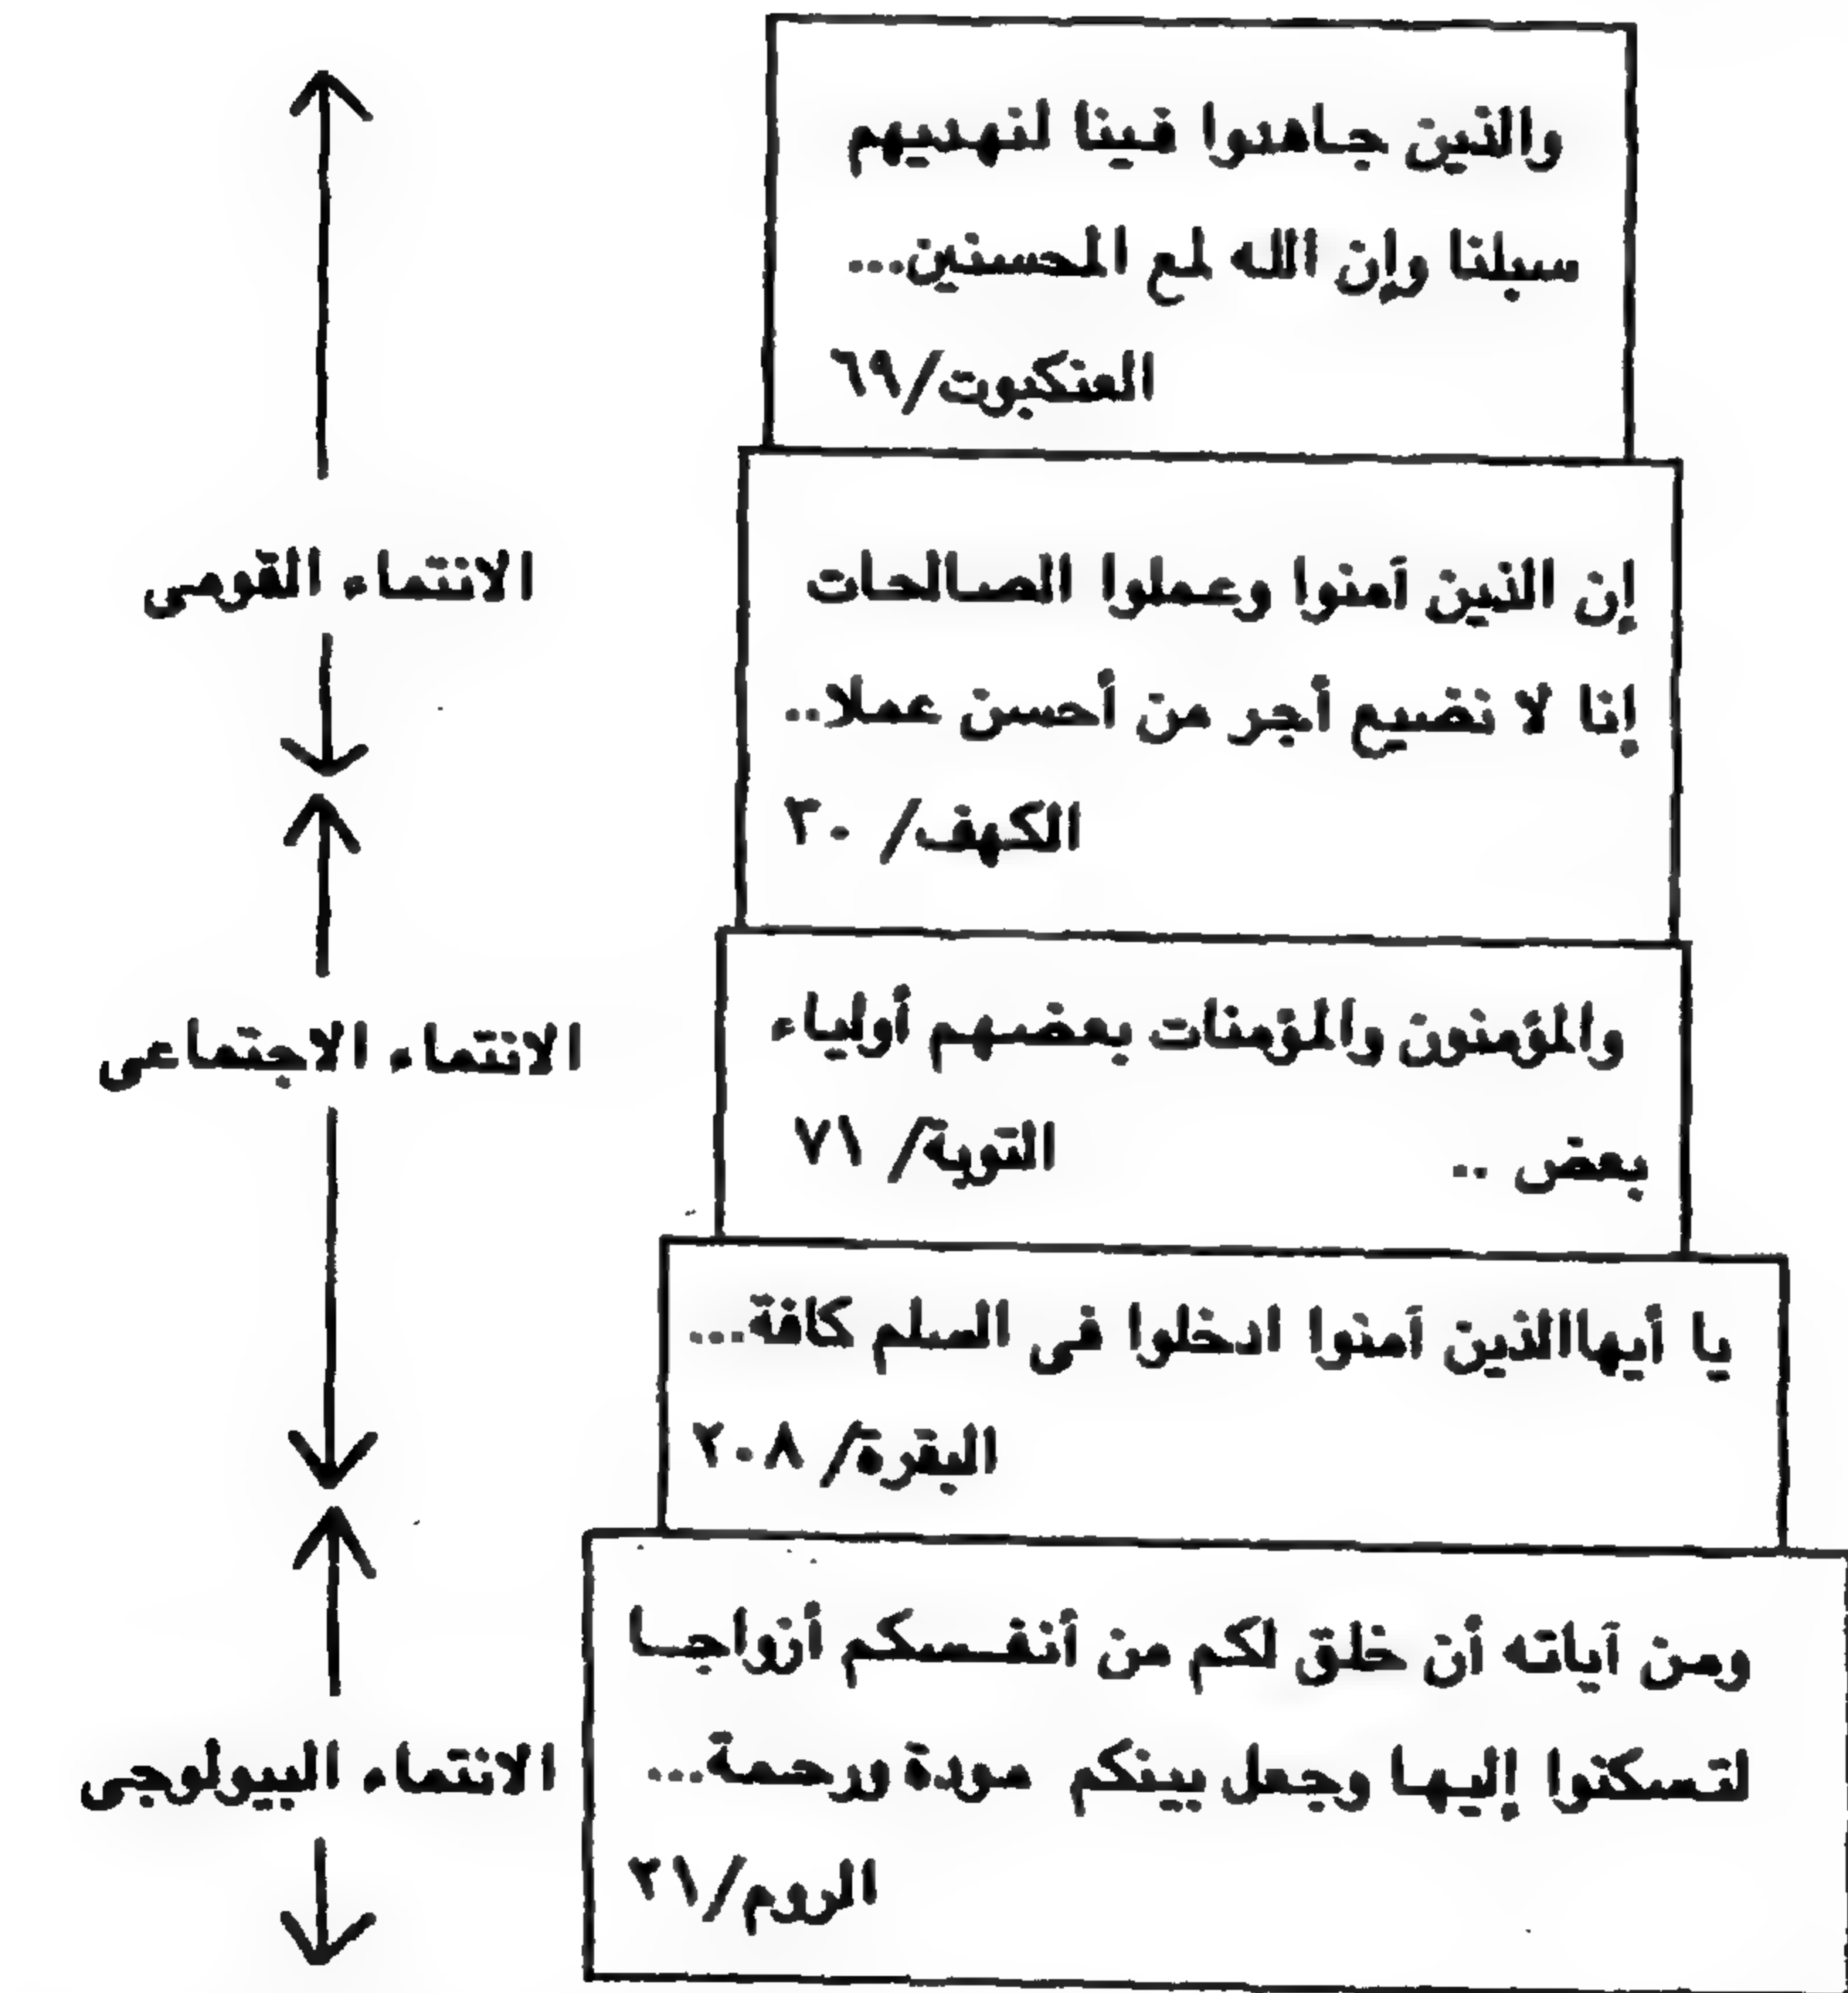 والذين جاهدوا فينا لنهديهم
سبلنا وإن الله لمع المحسنين...
العنكبوت/٦٩
إن الذين آمنوا وعملوا الصالحات
إنا لا نضيع أجر من أحسن عملا..
الكهف/ ٣٠
والمؤمنون والمؤمنات بعضهم أولياء
بعض .. التوبة/ ٧١
يا أيهاالذين آمنوا ادخلوا فى السلم كافة...
البقرة/ ٢٠٨
ومن آياته أن خلق لكم من أنفسكم أزواجا
لتسكنوا إليها وجعل بينكم مودة ورحمة...
الروم/٢١
الانتماء القومى
الانتماء الاجتماعى
الانتماء البيولوجى